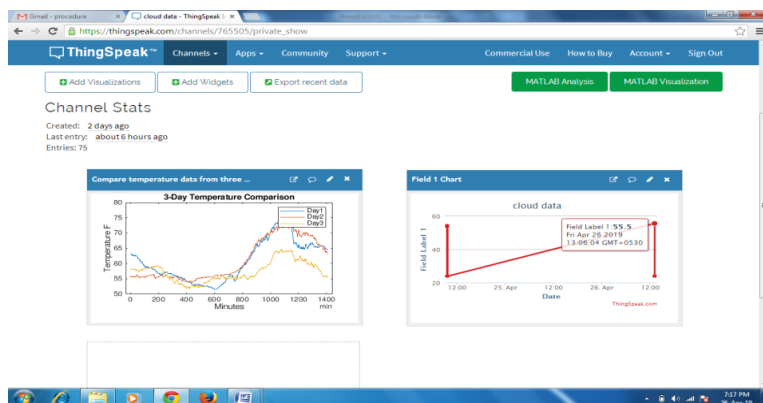 Gmail - procedure
cloud data - ThingSpeak
https://thingspeak.com/channels/765505/private_show
ThingSpeak™ Channels Apps Community Support Commercial Use How to Buy Account Sign Out
Add Visualizations Add Widgets Export recent data MATLAB Analysis MATLAB Visualization
Channel Stats
Created: 2 days ago
Last entry: about 6 hours ago
Entries: 75
Compare temperature data from three ...
3-Day Temperature Comparison
Day1
Day2
Day3
Temperature F
80
75
70
65
60
55
50
0 200 400 600 800 1000 1200 1400
Minutes
min
Field 1 Chart
cloud data
Field Label 1
60
40
20
Field Label 1:55.5
Fri Apr 26 2019
13:06:04 GMT+0530
12:00 25. Apr 12:00 26. Apr 12:00
Date
ThingSpeak.com
7:17 PM